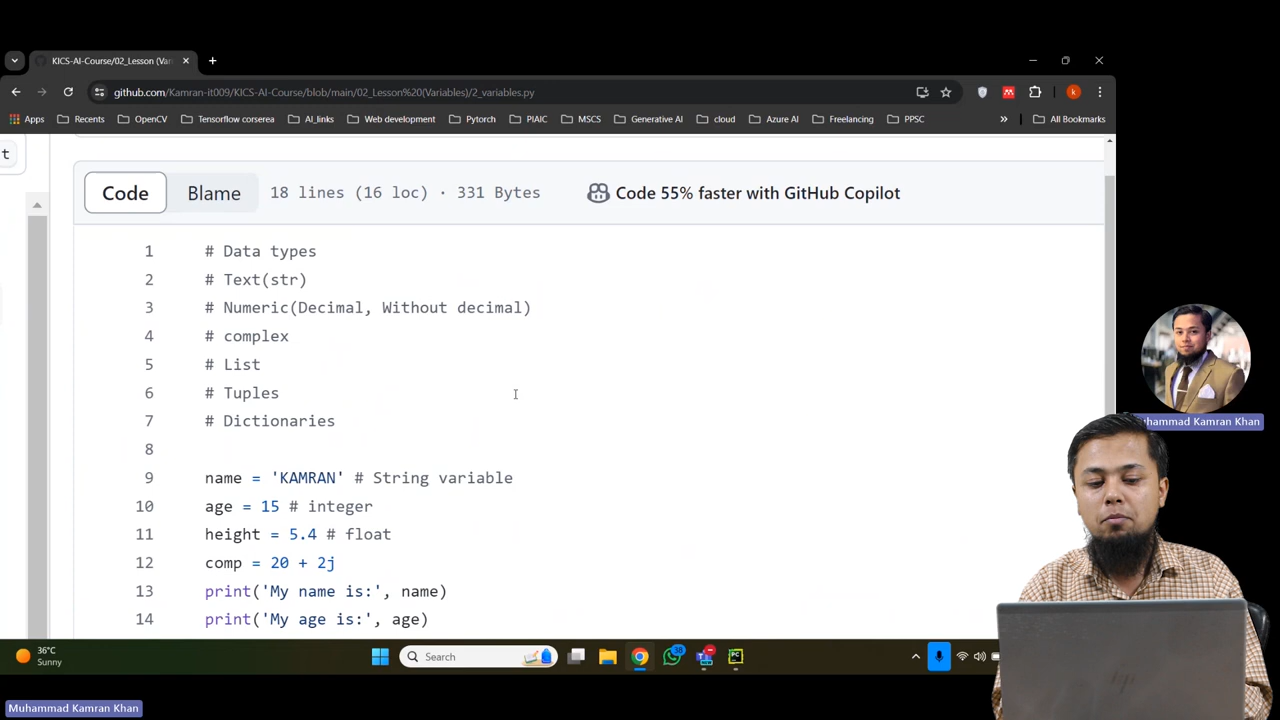 KICS-AI-Course/02_Lesson (Var
github.com/Kamran-it009/KICS-AI-Course/blob/main/02_Lesson%20(Variables)/2_variables.py
k
Apps Recents OpenCV Tensorflow corserea AI_links Web development Pytorch PIAIC MSCS Generative AI cloud Azure AI Freelancing PPSC » All Bookmarks
t
Code Blame 18 lines (16 loc) · 331 Bytes Code 55% faster with GitHub Copilot
1 # Data types
2 # Text(str)
3 # Numeric(Decimal, Without decimal)
4 # complex
5 # List
6 # Tuples
7 # Dictionaries
8
9 name = 'KAMRAN' # String variable
10 age = 15 # integer
11 height = 5.4 # float
12 comp = 20 + 2j
13 print('My name is:', name)
14 print('My age is:', age)
uhammad Kamran Khan
36°C
Sunny
Search
38
PC
Muhammad Kamran Khan